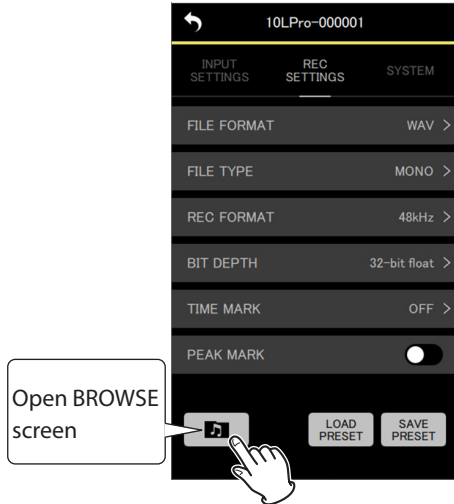 10LPro-000001
INPUT SETTINGS REC SETTINGS SYSTEM
FILE FORMAT WAV >
FILE TYPE MONO >
REC FORMAT 48kHz >
BIT DEPTH 32-bit float >
TIME MARK OFF >
PEAK MARK
Open BROWSE
screen
LOAD PRESET SAVE PRESET